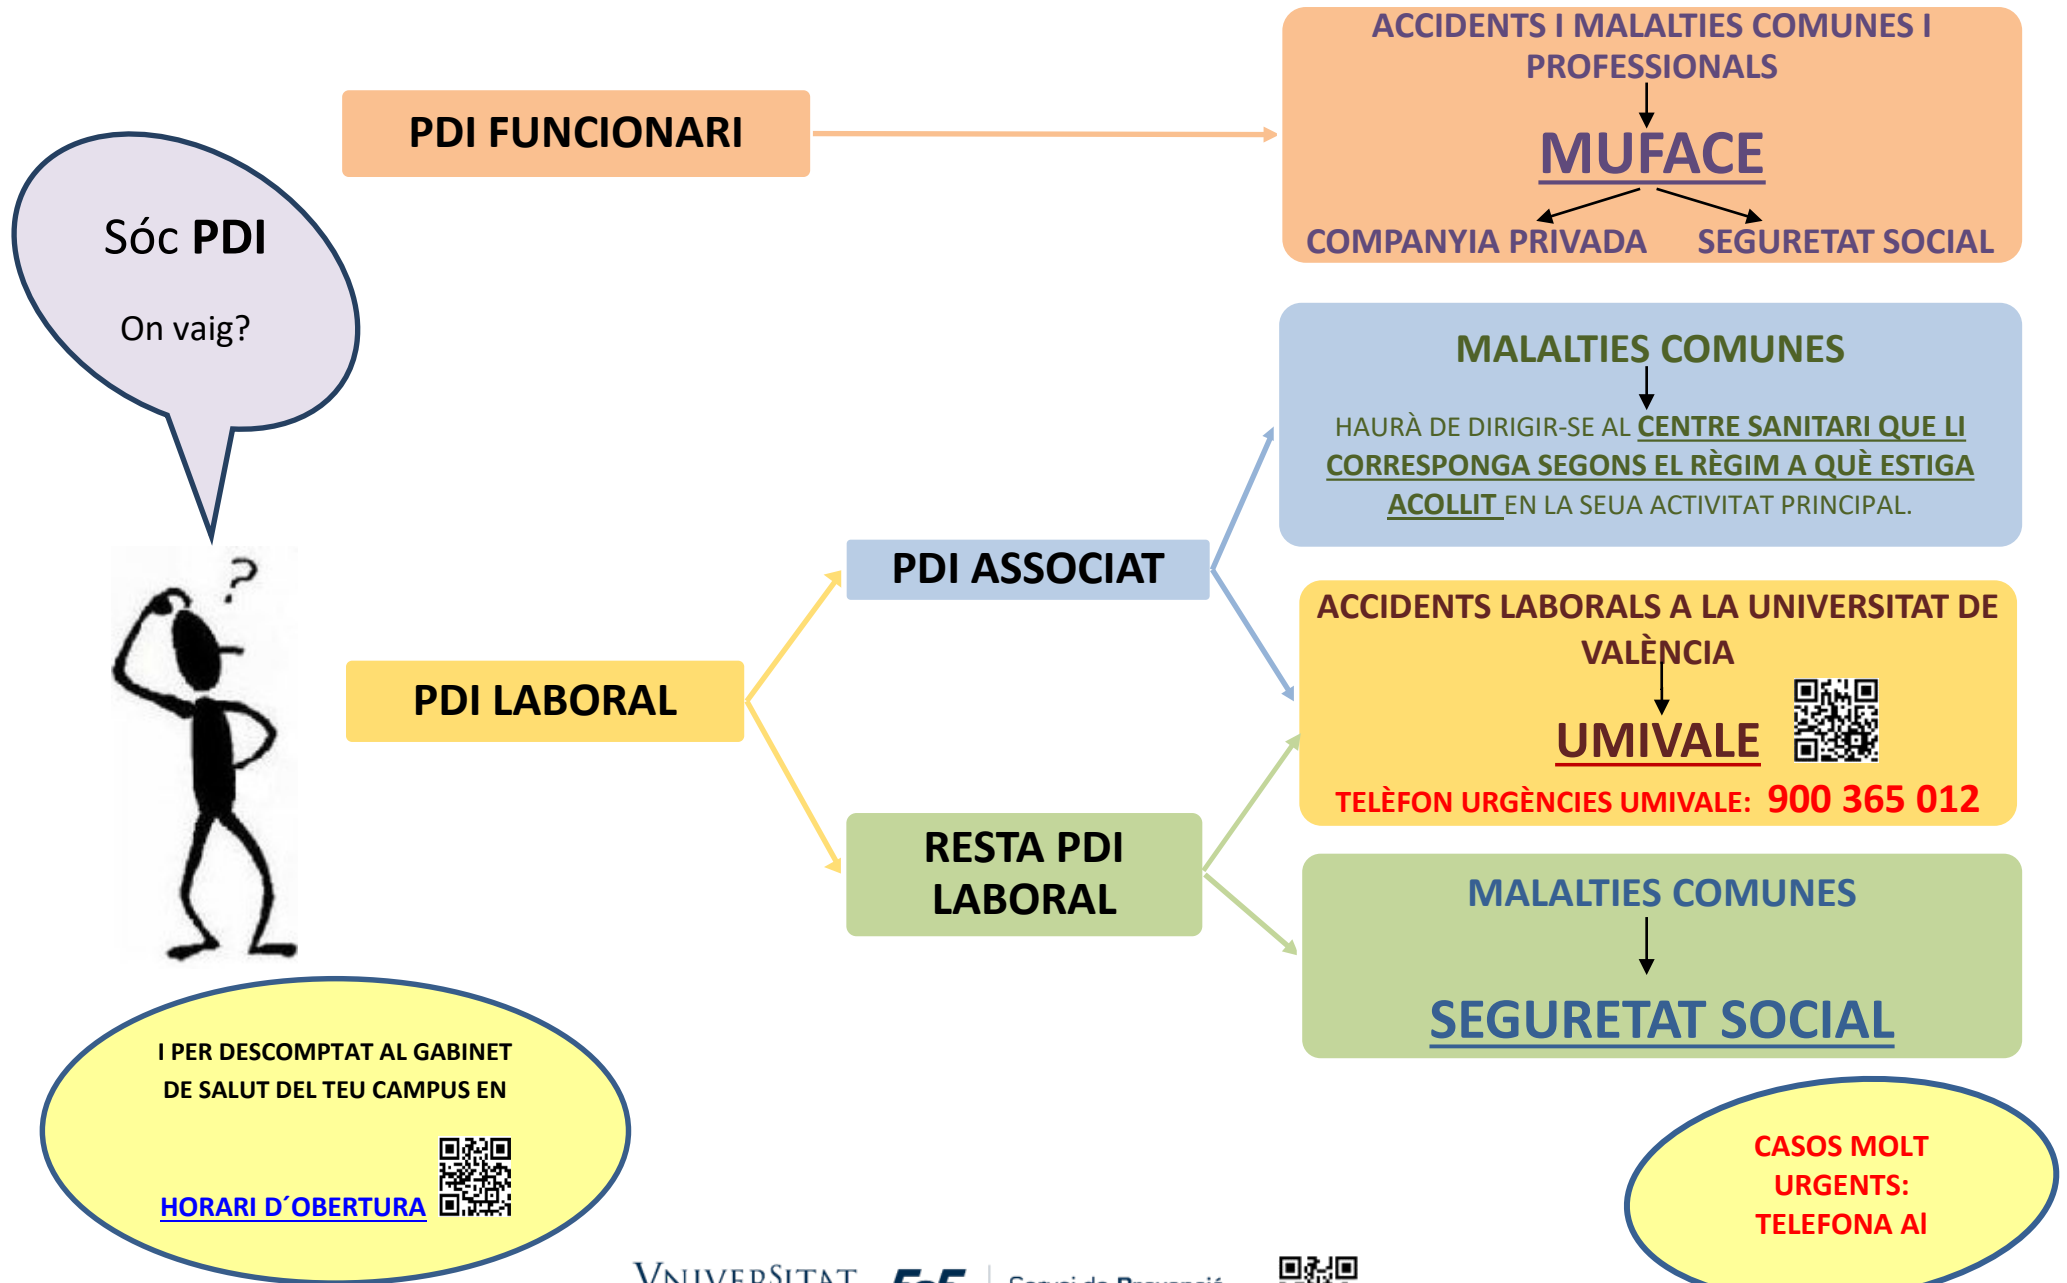 Sóc PDI
On vaig?
?
PDI FUNCIONARI
ACCIDENTS I MALALTIES COMUNES I
PROFESSIONALS
MUFACE
COMPANYIA PRIVADA SEGURETAT SOCIAL
PDI LABORAL
PDI ASSOCIAT
MALALTIES COMUNES
HAURÀ DE DIRIGIR-SE AL CENTRE SANITARI QUE LI
CORRESPONGA SEGONS EL RÈGIM A QUÈ ESTIGA
ACOLLIT EN LA SEUA ACTIVITAT PRINCIPAL.
ACCIDENTS LABORALS A LA UNIVERSITAT DE
VALÈNCIA
UMIVALE
TELÈFON URGÈNCIES UMIVALE: 900 365 012
RESTA PDI
LABORAL
MALALTIES COMUNES
SEGURETAT SOCIAL
I PER DESCOMPTAT AL GABINET
DE SALUT DEL TEU CAMPUS EN
HORARI D´OBERTURA
CASOS MOLT
URGENTS:
TELEFONA Al
VNIVERSITAT
Servei de Prevenció